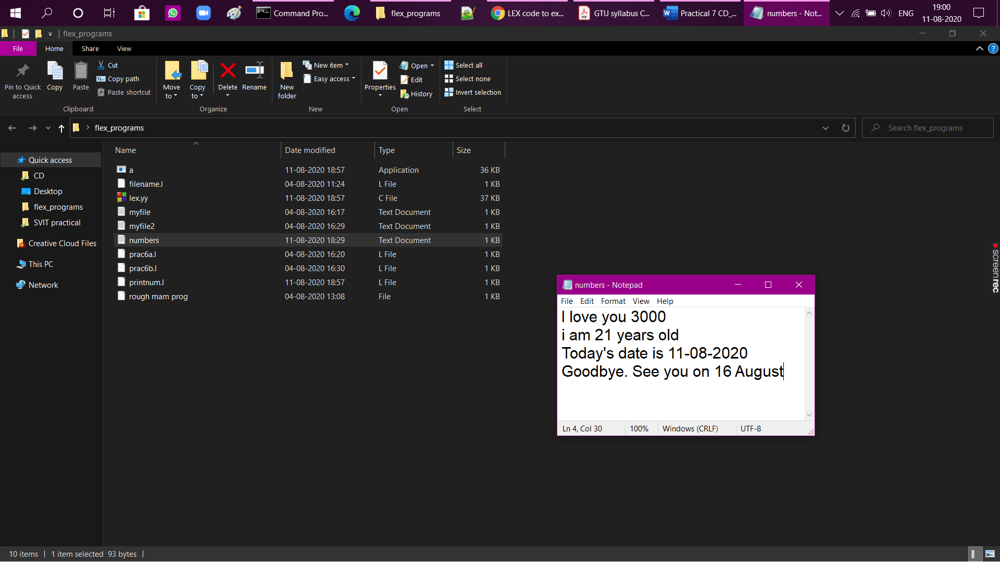 Command Pro...
flex_programs
LEX code to ex...
GTU syllabus C...
Practical 7 CD_...
numbers - Not...
ENG
19:00
11-08-2020
flex_programs
File
Home
Share
View
Pin to Quick access
Copy
Paste
Cut
Copy path
Paste shortcut
Clipboard
Move to
Copy to
Delete
Rename
Organize
New folder
New item
Easy access
New
Properties
Open
Edit
History
Open
Select all
Select none
Invert selection
Select
flex_programs
Search flex_programs
Quick access
CD
Desktop
flex_programs
SVIT practical
Creative Cloud Files
This PC
Network
Name Date modified Type Size
a 11-08-2020 18:57 Application 36 KB
filename.l 04-08-2020 11:24 L File 1 KB
lex.yy 11-08-2020 18:57 C File 37 KB
myfile 04-08-2020 16:17 Text Document 1 KB
myfile2 04-08-2020 16:29 Text Document 1 KB
numbers 11-08-2020 18:29 Text Document 1 KB
prac6a.l 04-08-2020 16:20 L File 1 KB
prac6b.l 04-08-2020 16:30 L File 1 KB
printnum.l 11-08-2020 18:57 L File 1 KB
rough mam prog 04-08-2020 13:08 File 1 KB
numbers - Notepad
File Edit Format View Help
I love you 3000
i am 21 years old
Today's date is 11-08-2020
Goodbye. See you on 16 August
Ln 4, Col 30 100% Windows (CRLF) UTF-8
screenrec
10 items 1 item selected 93 bytes